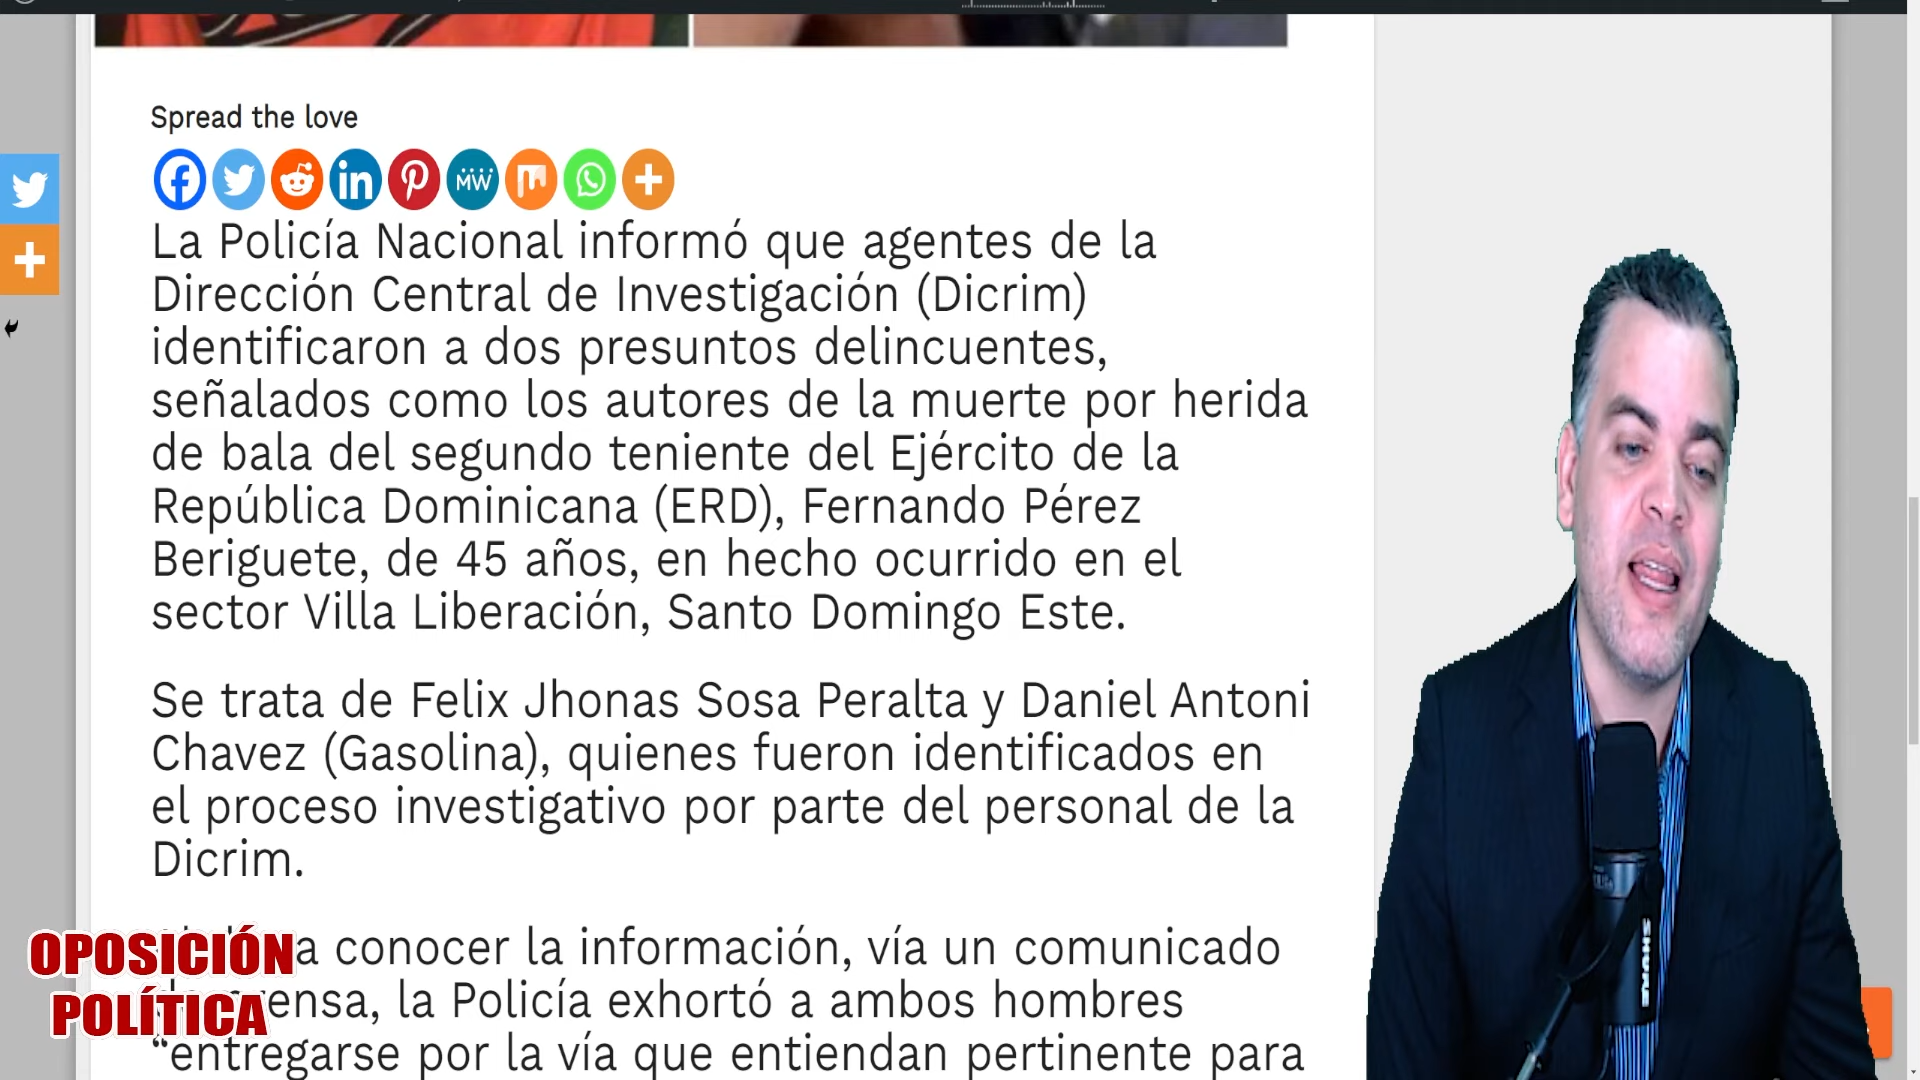 Spread the love
MW
La Policía Nacional informó que agentes de la
Dirección Central de Investigación (Dicrim)
identificaron a dos presuntos delincuentes,
señalados como los autores de la muerte por herida
de bala del segundo teniente del Ejército de la
República Dominicana (ERD), Fernando Pérez
Beriguete, de 45 años, en hecho ocurrido en el
sector Villa Liberación, Santo Domingo Este.
Se trata de Felix Jhonas Sosa Peralta y Daniel Antoni
Chavez (Gasolina), quienes fueron identificados en
el proceso investigativo por parte del personal de la
Dicrim.
a conocer la información, vía un comunicado
prensa, la Policía exhortó a ambos hombres
“entregarse por la vía que entiendan pertinente para
OPOSICIÓN
POLÍTICA
SHURE